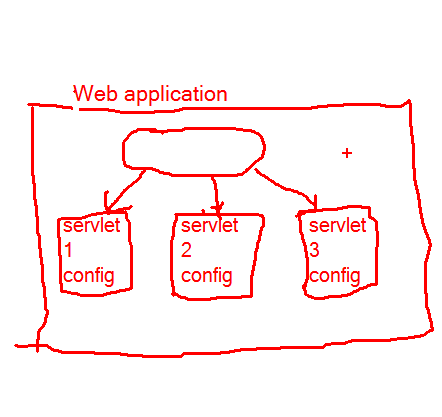 Web application
servlet
1
config
servlet
2
config
servlet
3
config